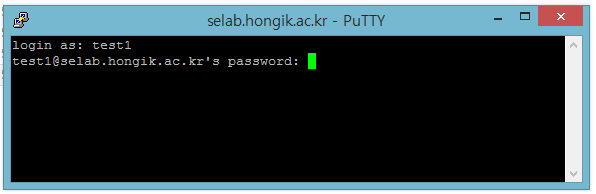 selab.hongik.ac.kr - PuTTY
login as: test1
test1@selab.hongik.ac.kr's password: